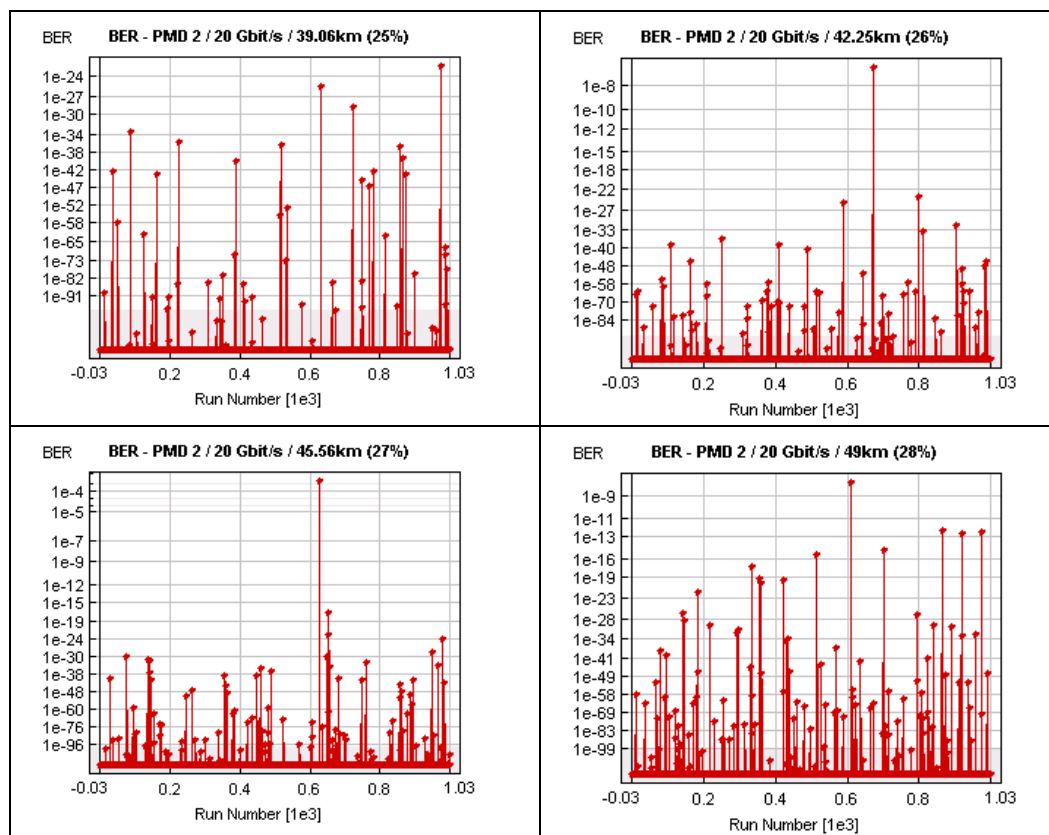 BER BER - PMD 2 / 20 Gbit/s / 39.06km (25%)
1e-24
1e-27
1e-30
1e-34
1e-38
1e-42
1e-47
1e-52
1e-58
1e-65
1e-73
1e-82
1e-91
-0.03 0.2 0.4 0.6 0.8 1.03
Run Number [1e3]
BER BER - PMD 2 / 20 Gbit/s / 42.25km (26%)
1e-8
1e-10
1e-12
1e-15
1e-18
1e-22
1e-27
1e-33
1e-40
1e-48
1e-58
1e-70
1e-84
-0.03 0.2 0.4 0.6 0.8 1.03
Run Number [1e3]
BER BER - PMD 2 / 20 Gbit/s / 45.56km (27%)
1e-4
1e-5
1e-7
1e-9
1e-12
1e-15
1e-19
1e-24
1e-30
1e-38
1e-48
1e-60
1e-76
1e-96
-0.03 0.2 0.4 0.6 0.8 1.03
Run Number [1e3]
BER BER - PMD 2 / 20 Gbit/s / 49km (28%)
1e-9
1e-11
1e-13
1e-16
1e-19
1e-23
1e-28
1e-34
1e-41
1e-49
1e-58
1e-69
1e-83
1e-99
-0.03 0.2 0.4 0.6 0.8 1.03
Run Number [1e3]